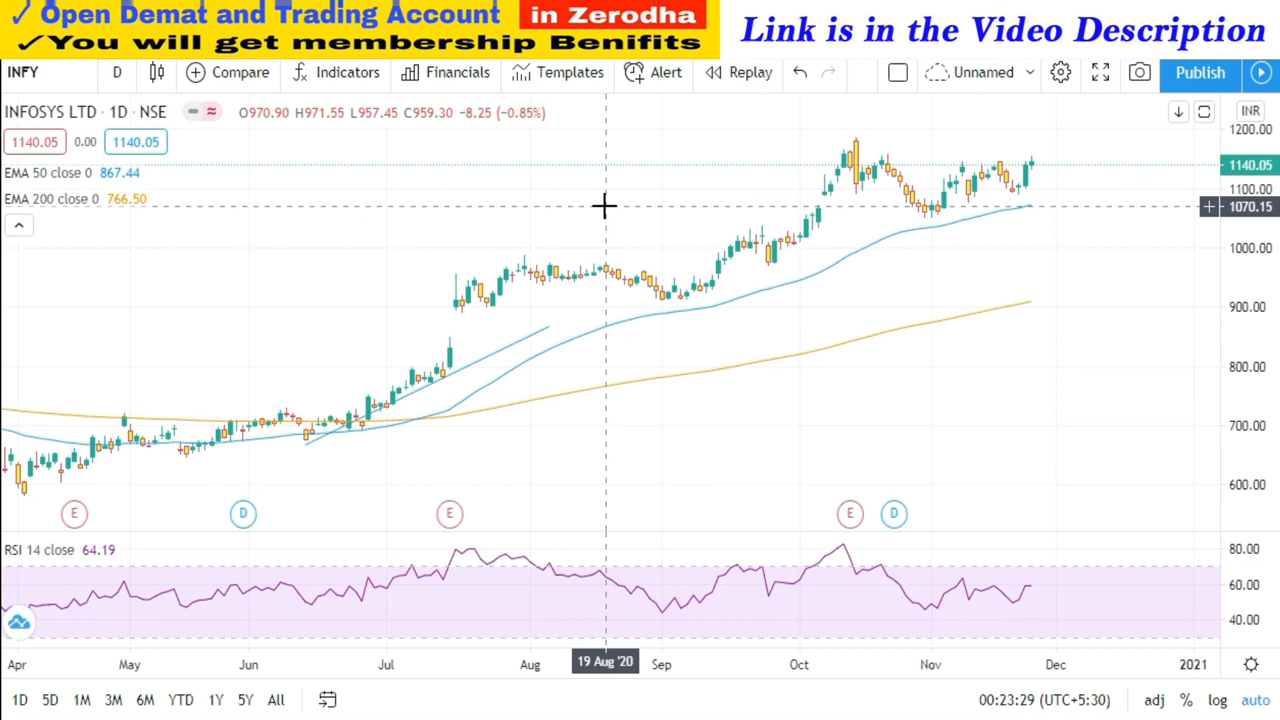 ✓ Open Demat and Trading Account in Zerodha
✓You will get membership Benifits
Link is in the Video Description
INFY D Compare Indicators Financials Templates Alert Replay Unnamed Publish
INFOSYS LTD · 1D · NSE O970.90 H971.55 L957.45 C959.30 -8.25 (-0.85%) INR
1140.05 0.00 1140.05
EMA 50 close 0 867.44
EMA 200 close 0 766.50
1200.00
1140.05
1100.00
1070.15
1000.00
900.00
800.00
700.00
600.00
E D E E D
RSI 14 close 64.19
80.00
60.00
40.00
Apr May Jun Jul Aug 19 Aug '20 Sep Oct Nov Dec 2021
1D 5D 1M 3M 6M YTD 1Y 5Y All 00:23:29 (UTC+5:30) adj % log auto